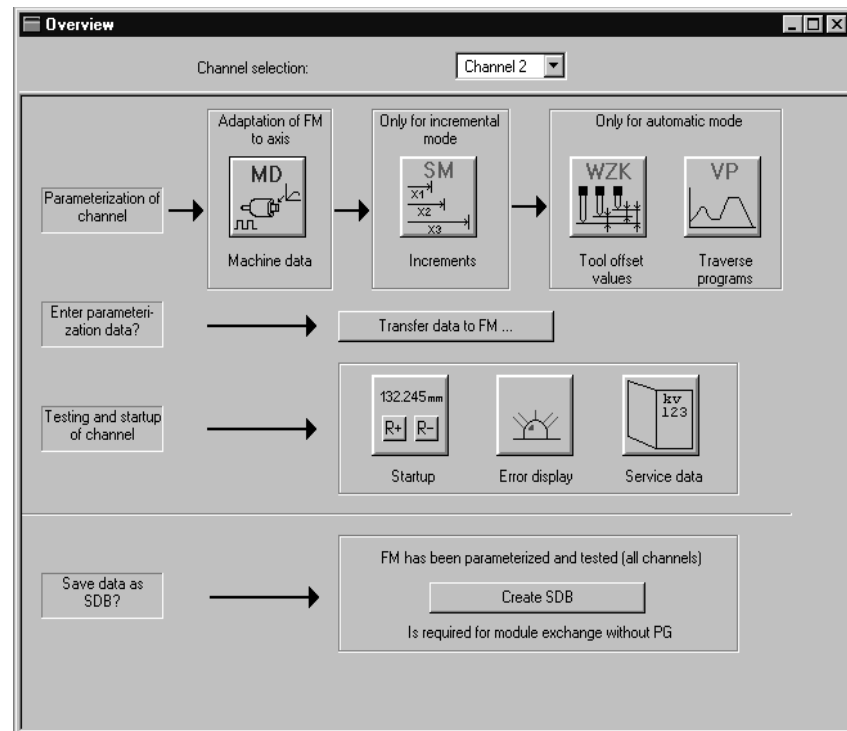 Overview
Channel selection:
Channel 2
Adaptation of FM
to axis
Only for incremental
mode
Only for automatic mode
MD
SM
X1
X2
X3
WZK
VP
Parameterization of
channel
Machine data
Increments
Tool offset
values
Traverse
programs
Enter parameteri-
zation data?
Transfer data to FM ...
Testing and startup
of channel
132.245 mm
R+ R-
kv
123
Startup
Error display
Service data
FM has been parameterized and tested (all channels)
Save data as
SDB?
Create SDB
Is required for module exchange without PG